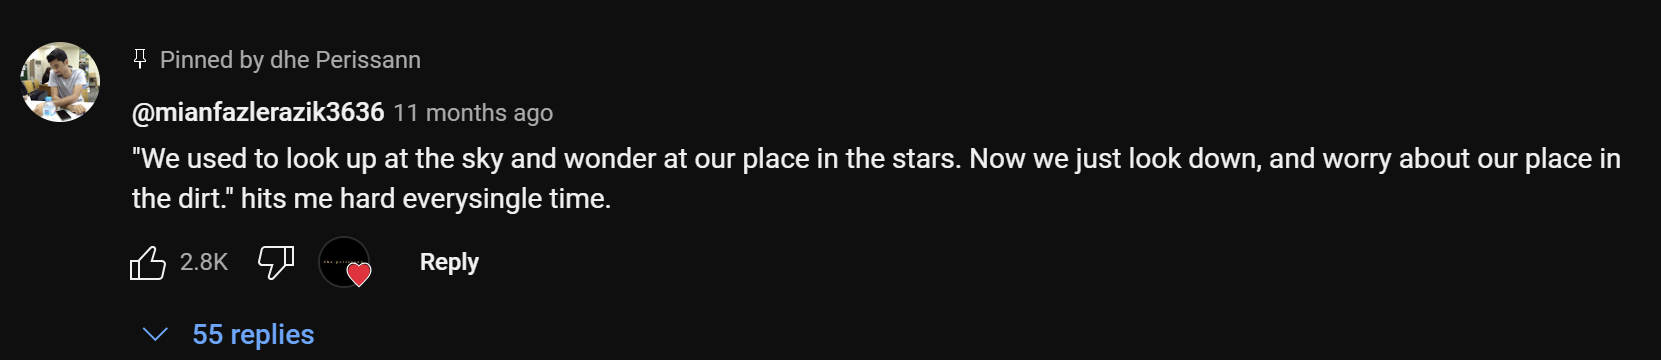 Pinned by dhe Perissann
@mianfazlerazik3636 11 months ago
"We used to look up at the sky and wonder at our place in the stars. Now we just look down, and worry about our place in
the dirt." hits me hard everysingle time.
2.8K Reply
55 replies